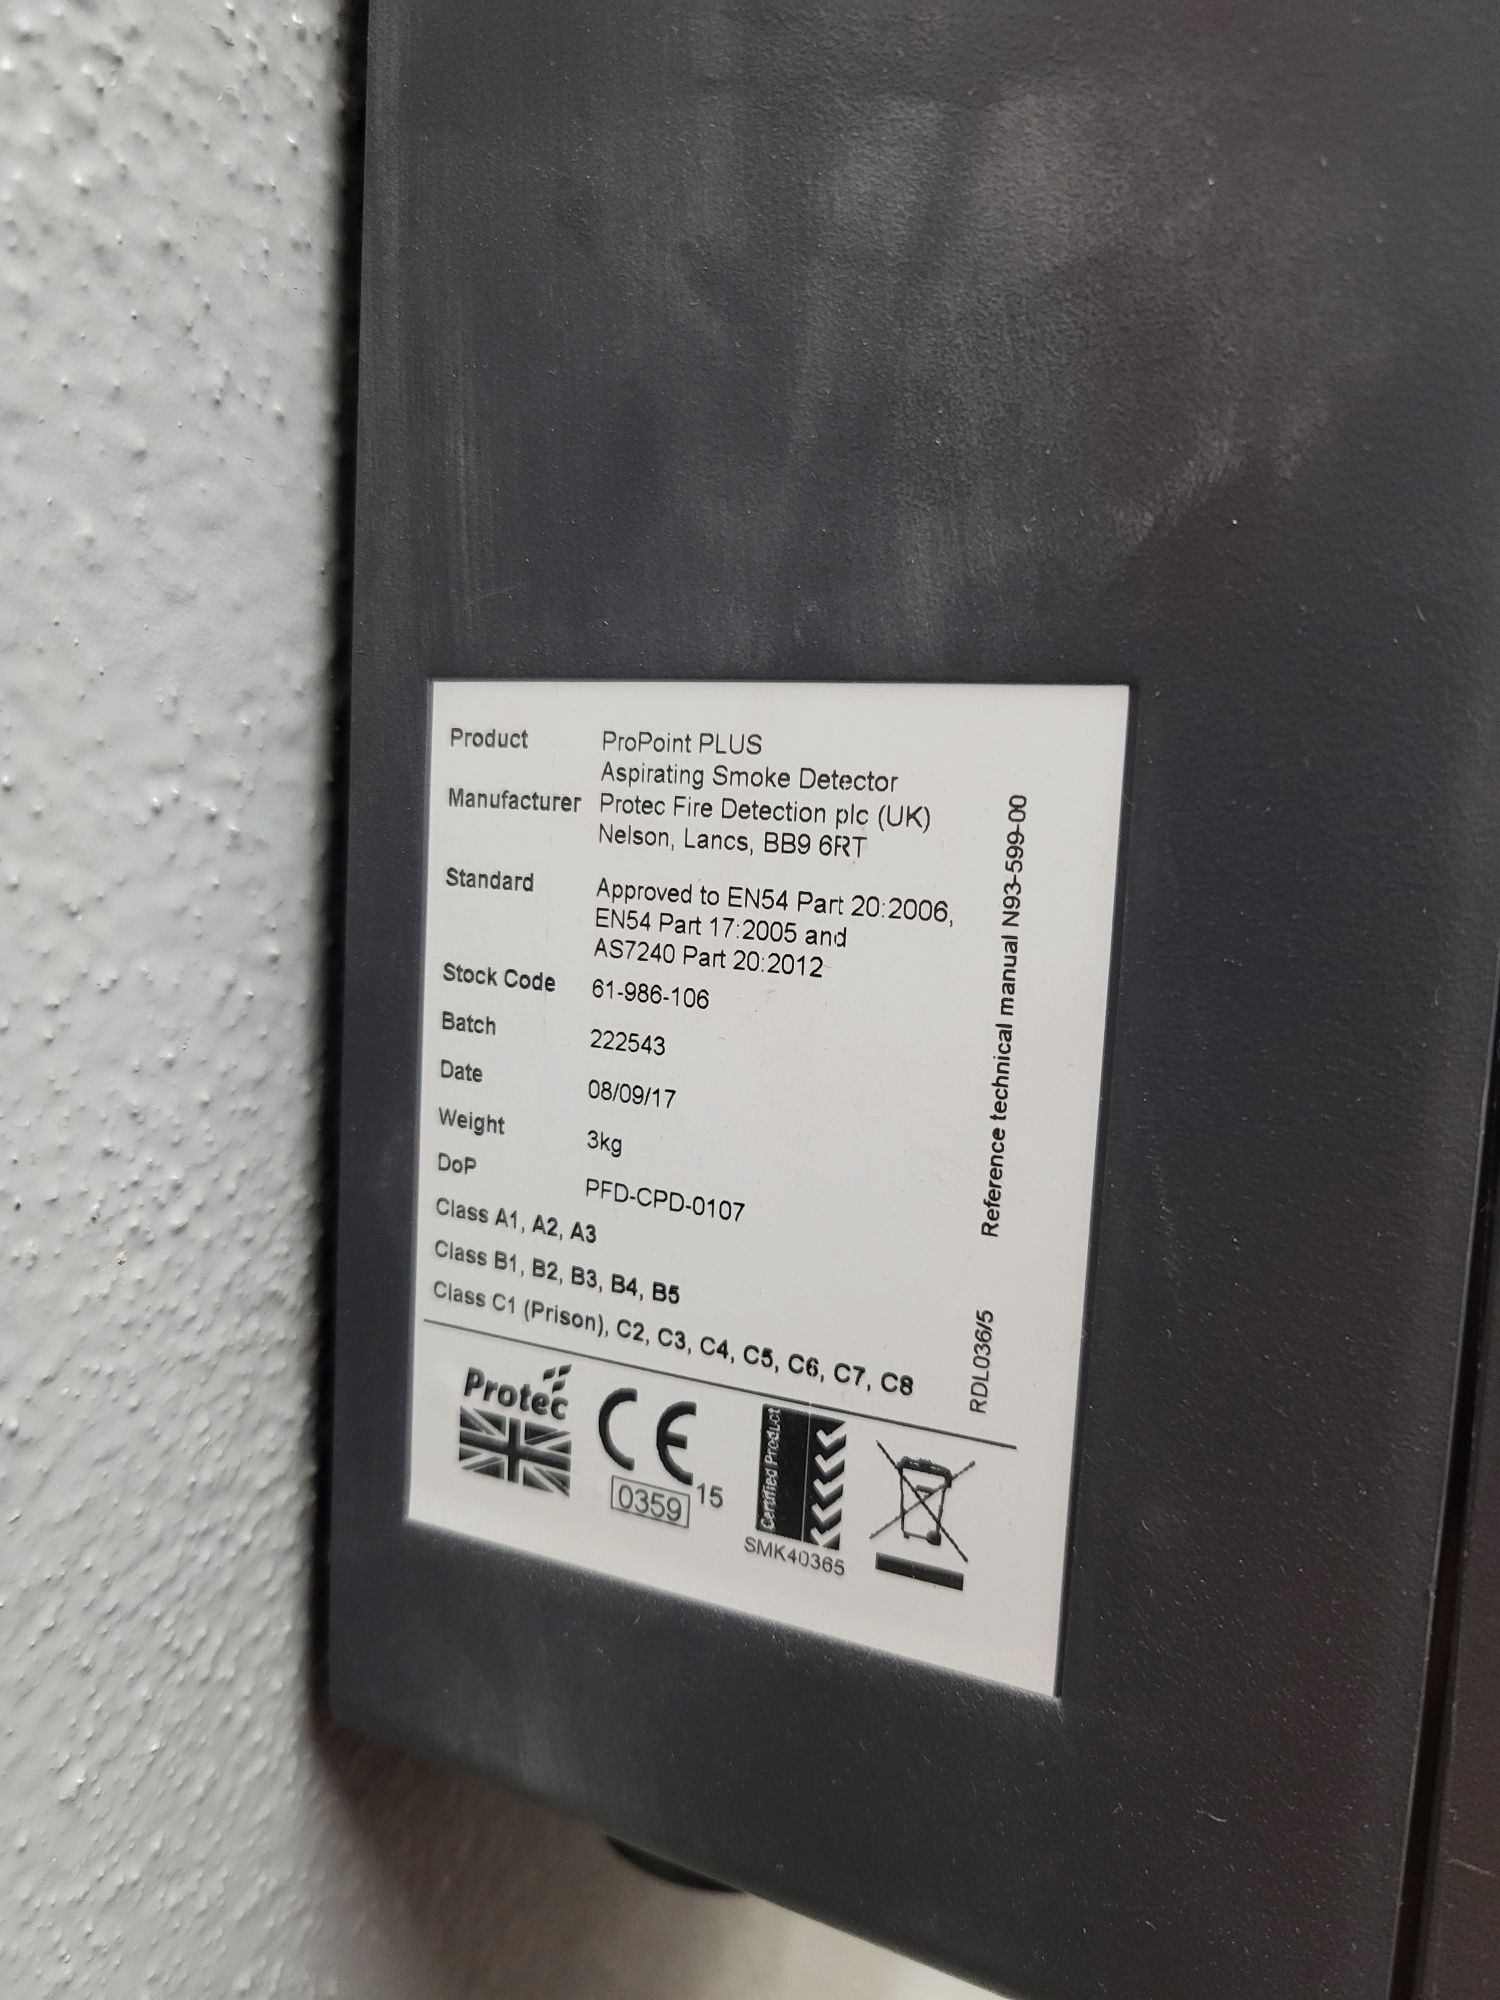 Product ProPoint PLUS
Aspirating Smoke Detector
Manufacturer Protec Fire Detection plc (UK)
Nelson, Lancs, BB9 6RT
Standard Approved to EN54 Part 20:2006,
EN54 Part 17:2005 and
AS7240 Part 20:2012
Stock Code 61-986-106
Batch 222543
Date 08/09/17
Weight 3kg
DoP PFD-CPD-0107
Class A1, A2, A3
Class B1, B2, B3, B4, B5
Class C1 (Prison), C2, C3, C4, C5, C6, C7, C8
RDL036/5 Reference technical manual N93-599-00
Protec
CE
0359 15
Certified Product
SMK40365